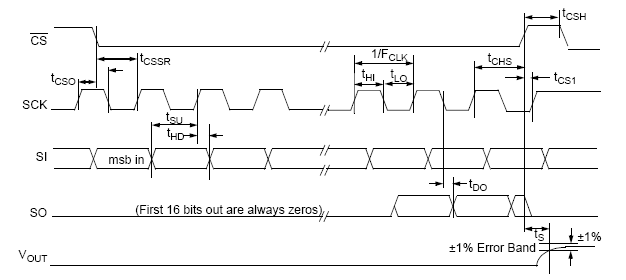 tCSH
CS
tCSSR
1/FCLK
tCHS
tCSO
tHI
tLO
tCS1
SCK
tSU
tHD
SI
msb in
tDO
SO
(First 16 bits out are always zeros)
tS
±1%
±1% Error Band
VOUT